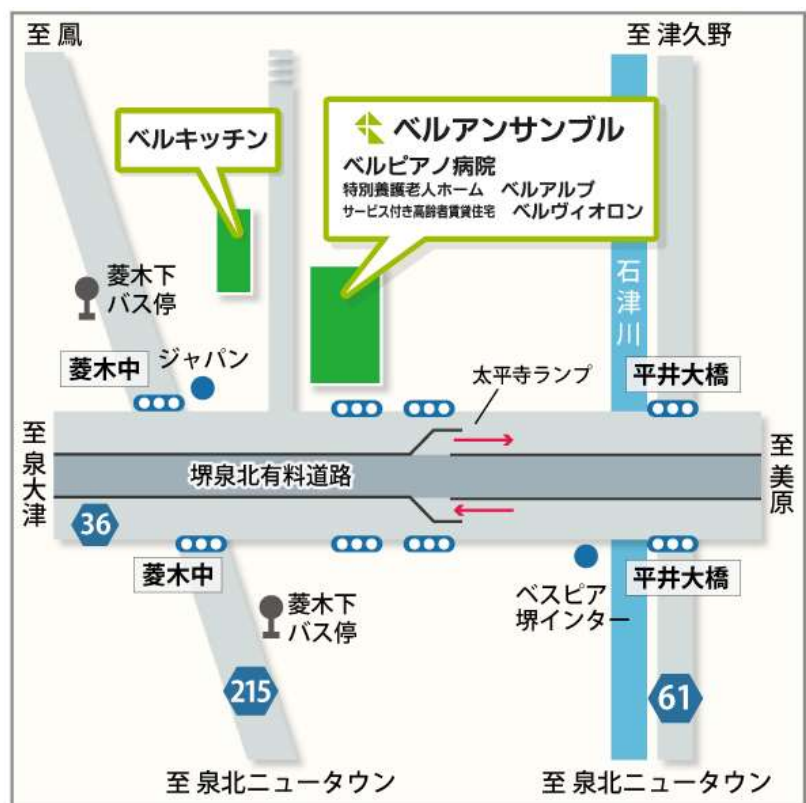 至 鳳
至 津久野
ベルキッチン
ベルアンサンブル
ベルピアノ病院
特別養護老人ホーム ベルアルプ
サービス付き高齢者賃貸住宅 ベルヴィオロン
石津川
菱木下
バス停
ジャパン
菱木中
太平寺ランプ
平井大橋
至 泉大津
堺泉北有料道路
至 美原
36
菱木中
平井大橋
菱木下
バス停
ベスピア
堺インター
215
61
至 泉北ニュータウン
至 泉北ニュータウン